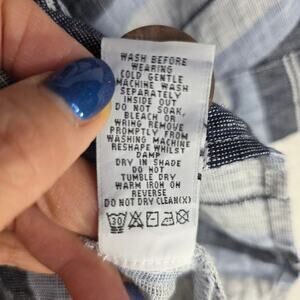 WASH BEFORE
WEARING
COLD GENTLE
MACHINE WASH
SEPARATELY
INSIDE OUT
DO NOT SOAK,
BLEACH OR
WRING REMOVE
PROMPTLY FROM
WASHING MACHINE
RESHAPE WHILST
DAMP
DRY IN SHADE
DO NOT
TUMBLE DRY
WARM IRON ON
REVERSE
DO NOT DRY CLEAN(X)
30